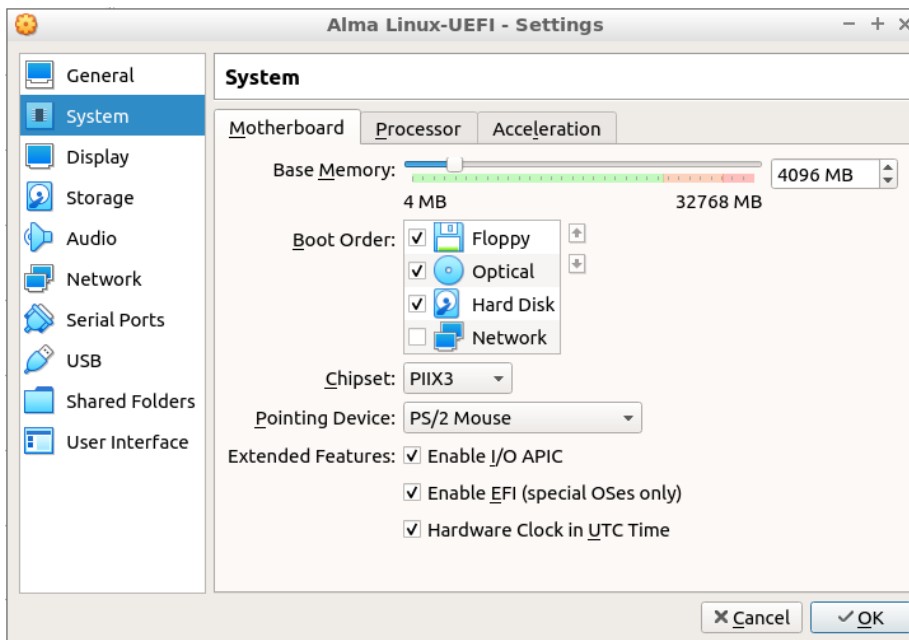 Alma Linux-UEFI - Settings
General
System
Display
Storage
Audio
Network
Serial Ports
USB
Shared Folders
User Interface
System
Motherboard Processor Acceleration
Base Memory: 4096 MB
4 MB 32768 MB
Boot Order: Floppy
Optical
Hard Disk
Network
Chipset: PIIX3
Pointing Device: PS/2 Mouse
Extended Features: Enable I/O APIC
Enable EFI (special OSes only)
Hardware Clock in UTC Time
Cancel OK